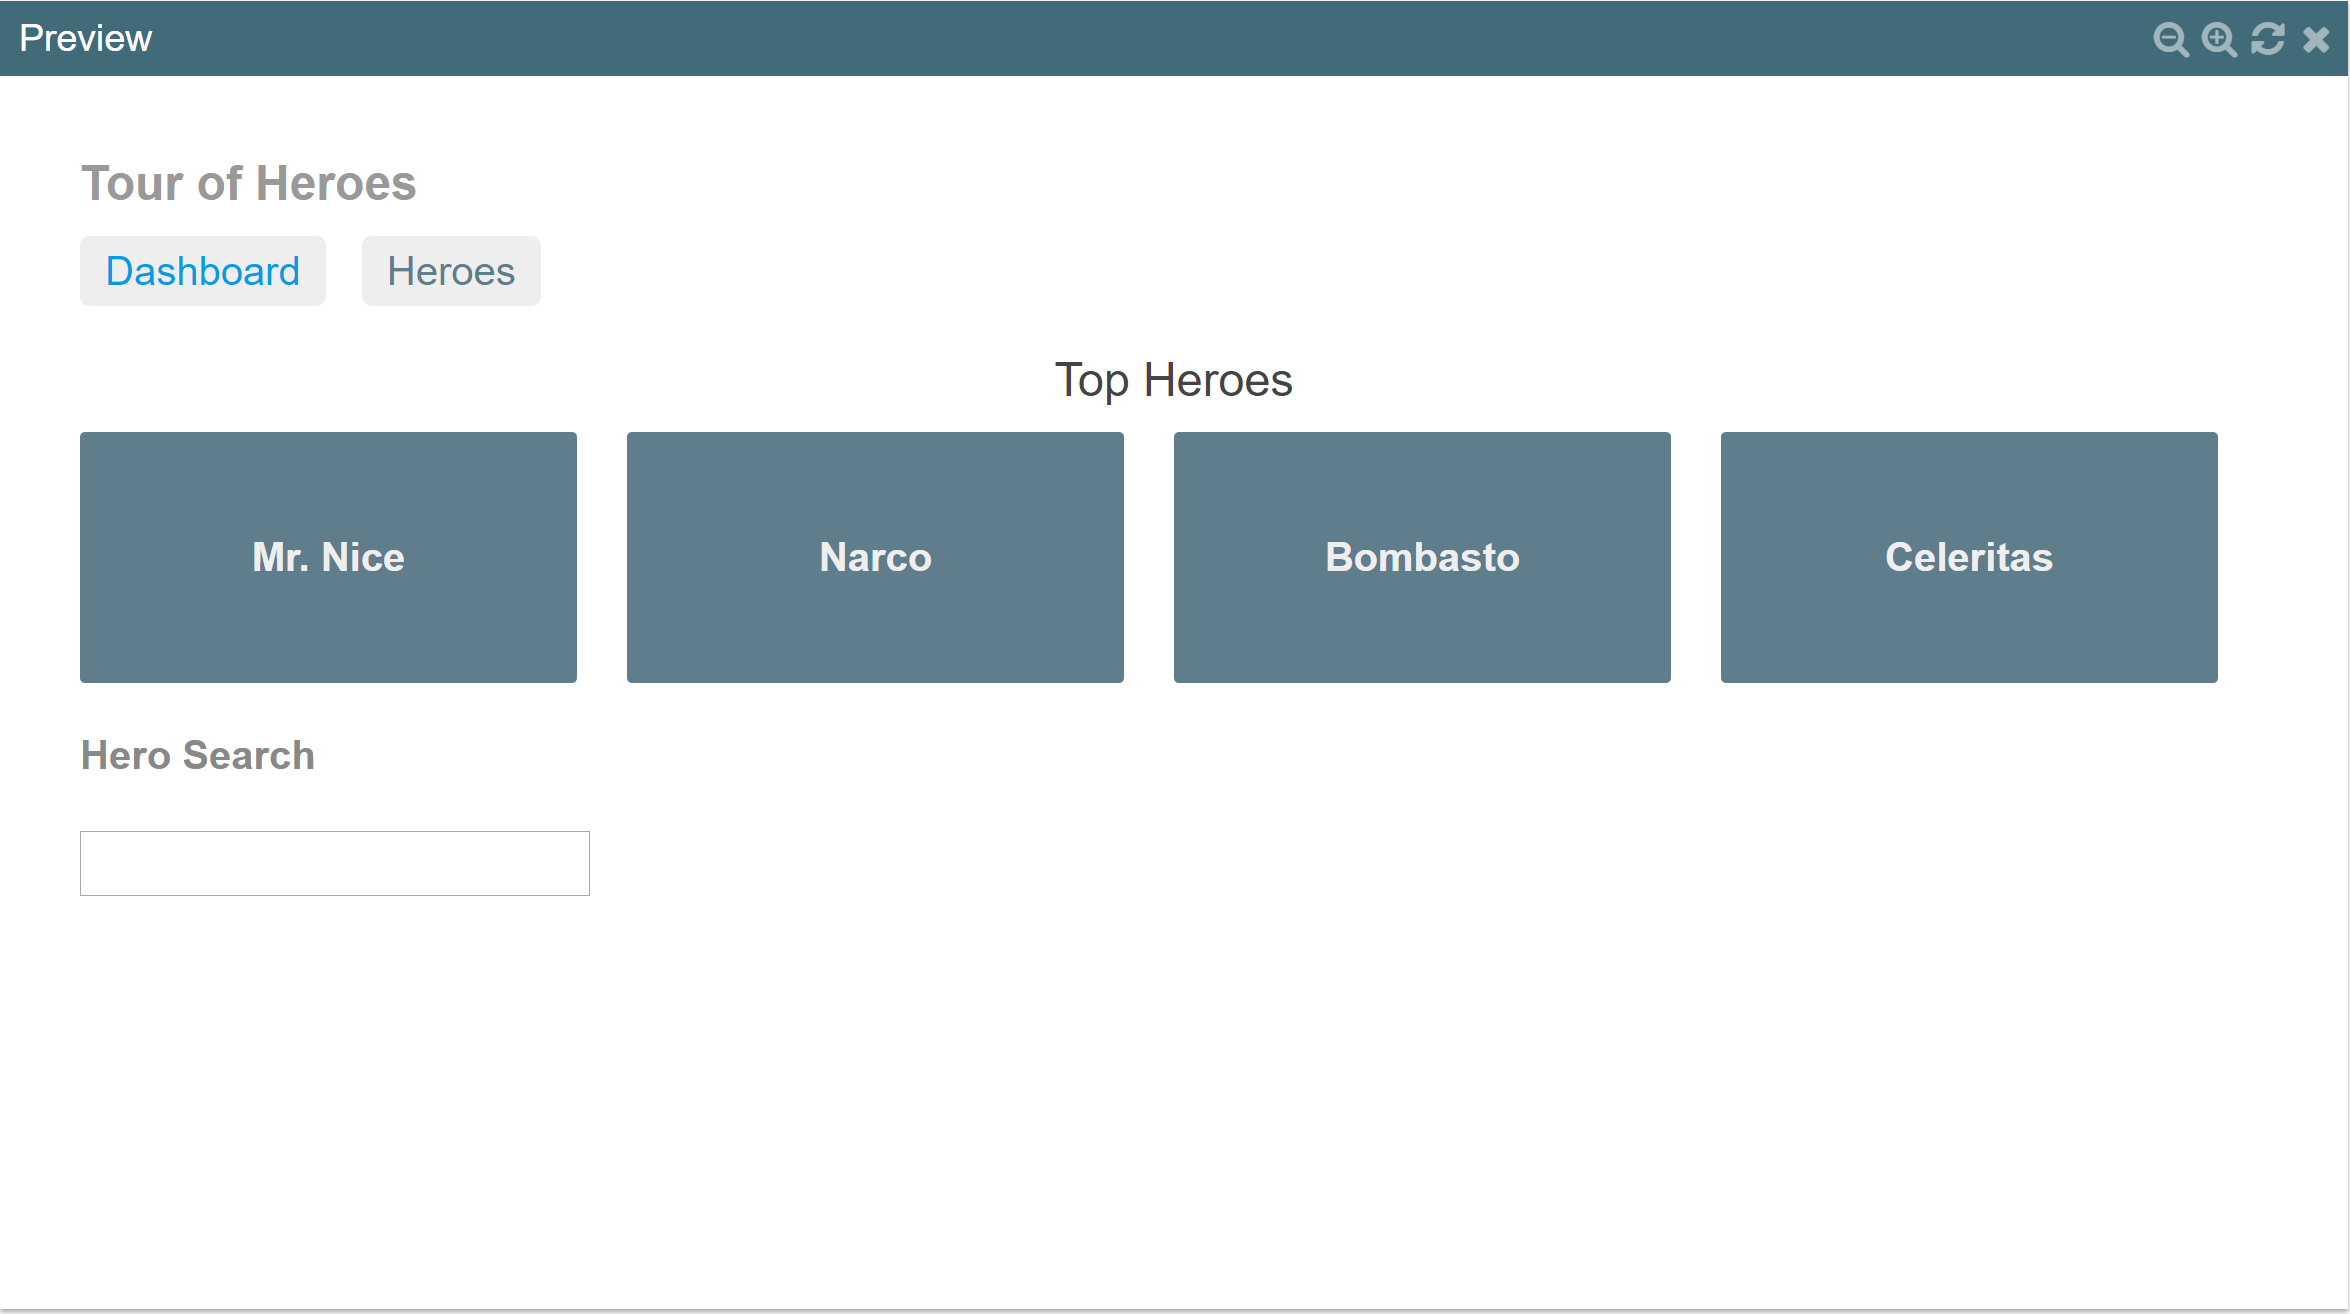 Preview
Tour of Heroes
Dashboard Heroes
Top Heroes
Mr. Nice Narco Bombasto Celeritas
Hero Search